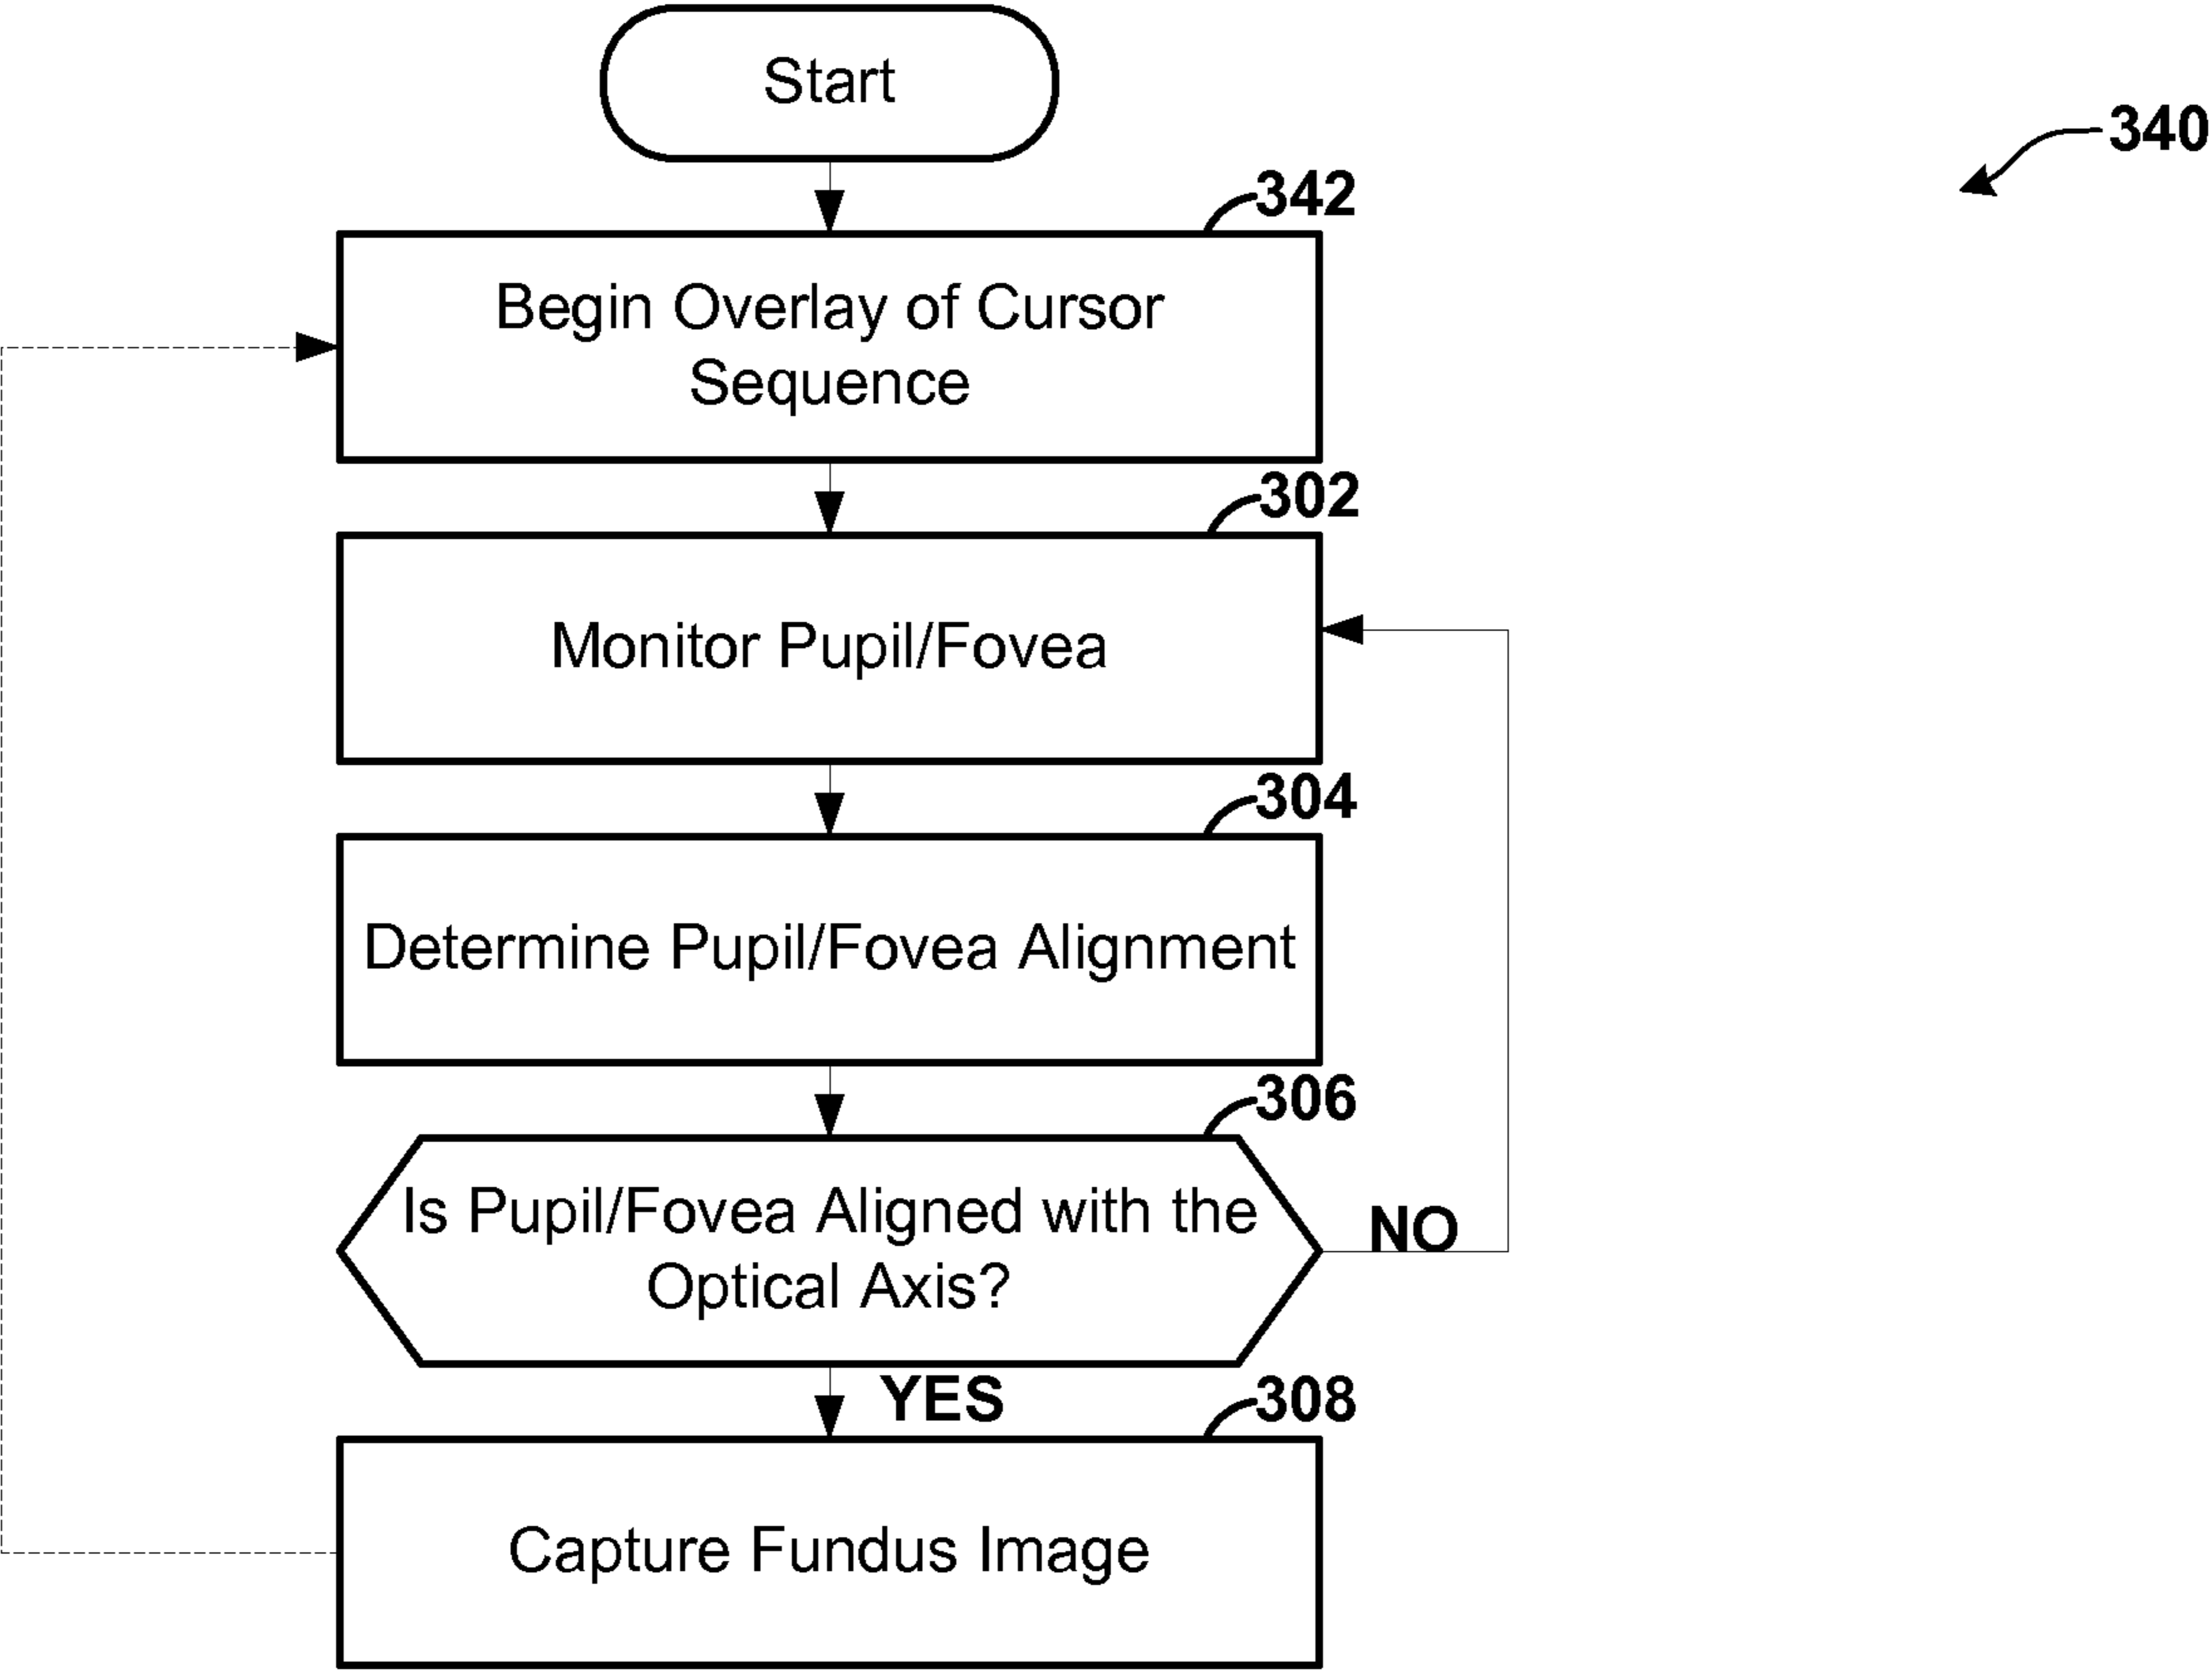 Start
340
342
Begin Overlay of Cursor
Sequence
302
Monitor Pupil/Fovea
304
Determine Pupil/Fovea Alignment
306
Is Pupil/Fovea Aligned with the
Optical Axis?
NO
YES
308
Capture Fundus Image